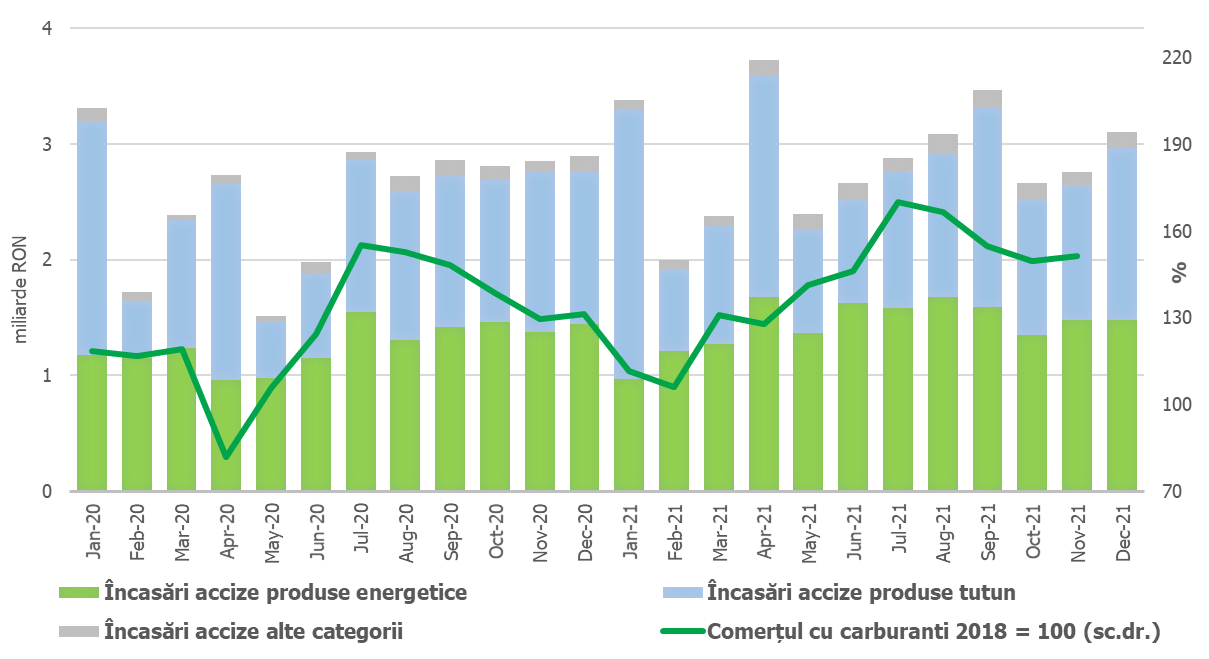 4
3
2
1
0
miliarde RON
220
190
160
130
100
70
%
Jan-20
Feb-20
Mar-20
Apr-20
May-20
Jun-20
Jul-20
Aug-20
Sep-20
Oct-20
Nov-20
Dec-20
Jan-21
Feb-21
Mar-21
Apr-21
May-21
Jun-21
Jul-21
Aug-21
Sep-21
Oct-21
Nov-21
Dec-21
Încasări accize produse energetice
Încasări accize produse tutun
Încasări accize alte categorii
Comerțul cu carburanti 2018 = 100 (sc.dr.)